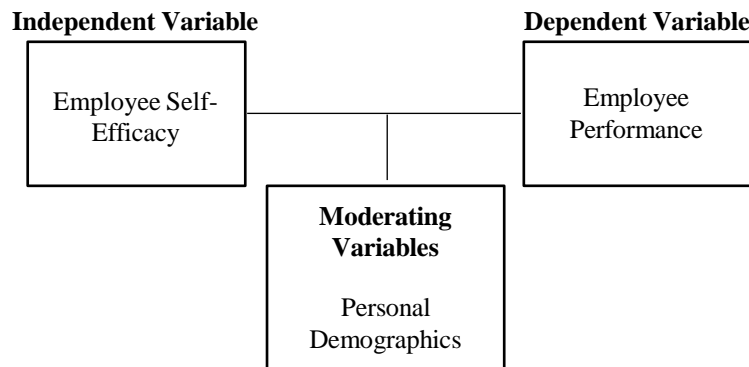 Independent Variable
Employee Self-
Efficacy
Dependent Variable
Employee
Performance
Moderating
Variables
Personal
Demographics